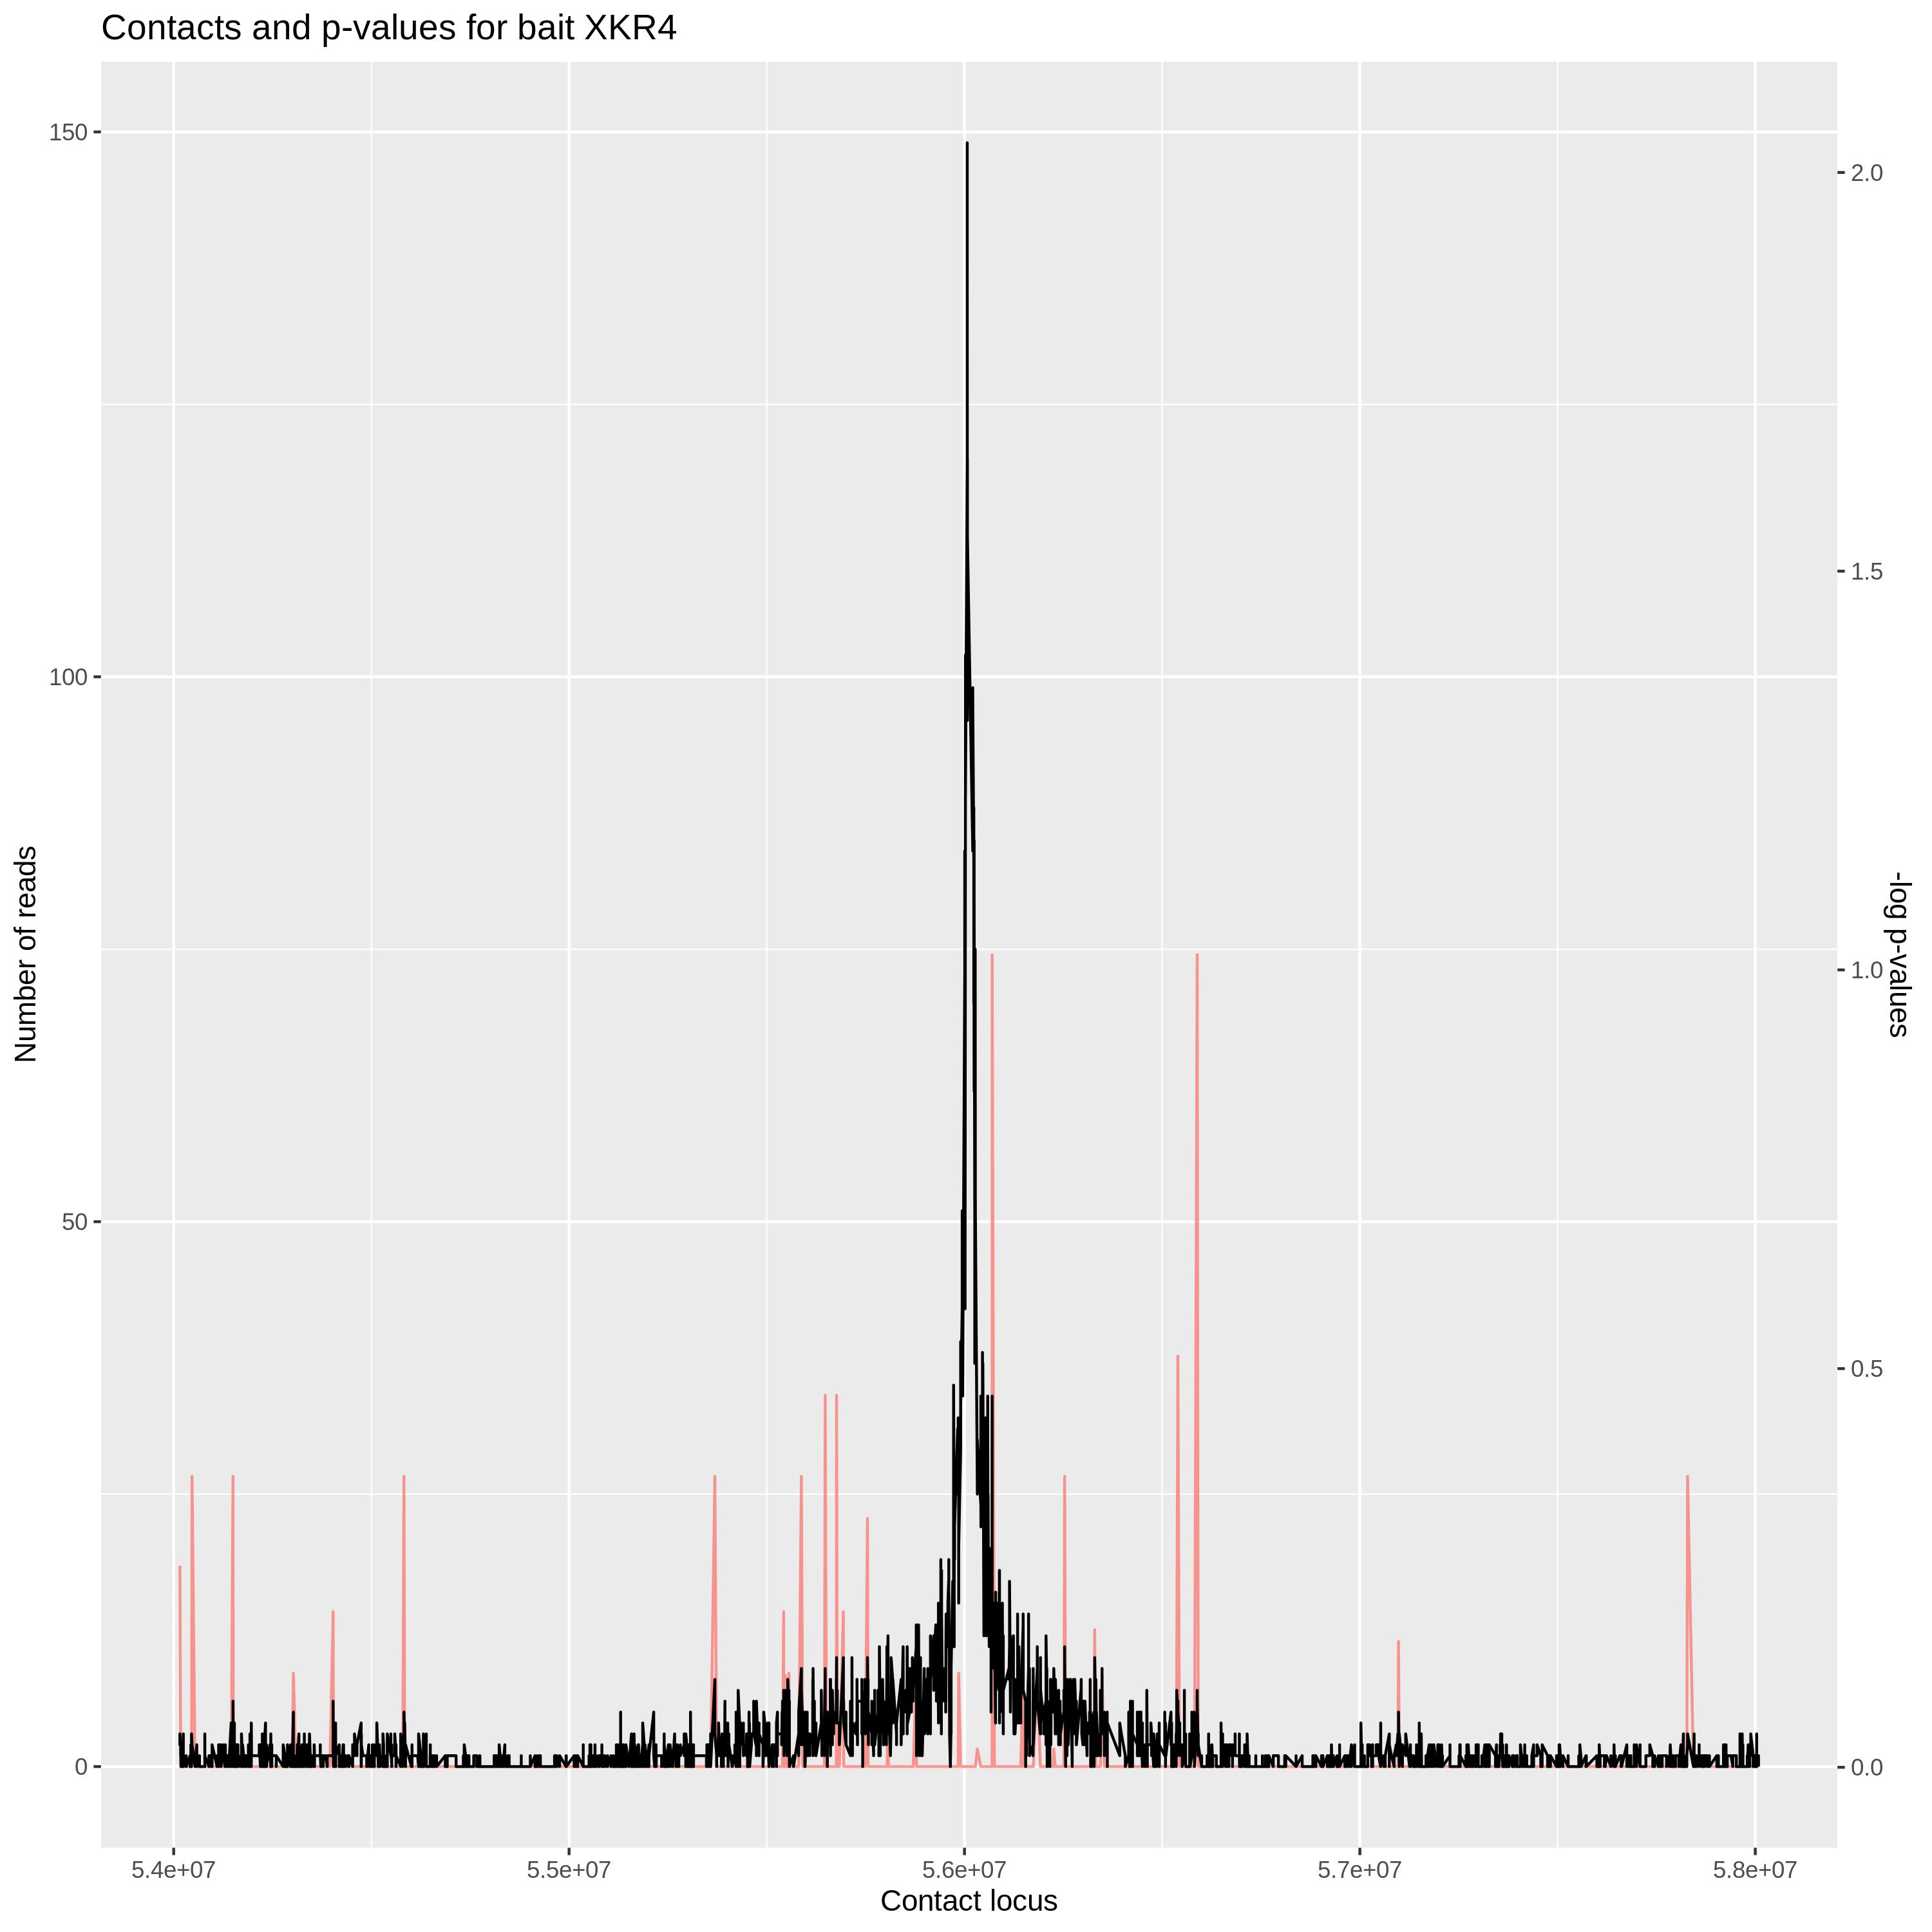 Contacts and p-values for bait XKR4
150
100
50
0
Number of reads
2.0
1.5
1.0
0.5
0.0
-log p-values
5.4e+07 5.5e+07 5.6e+07 5.7e+07 5.8e+07
Contact locus